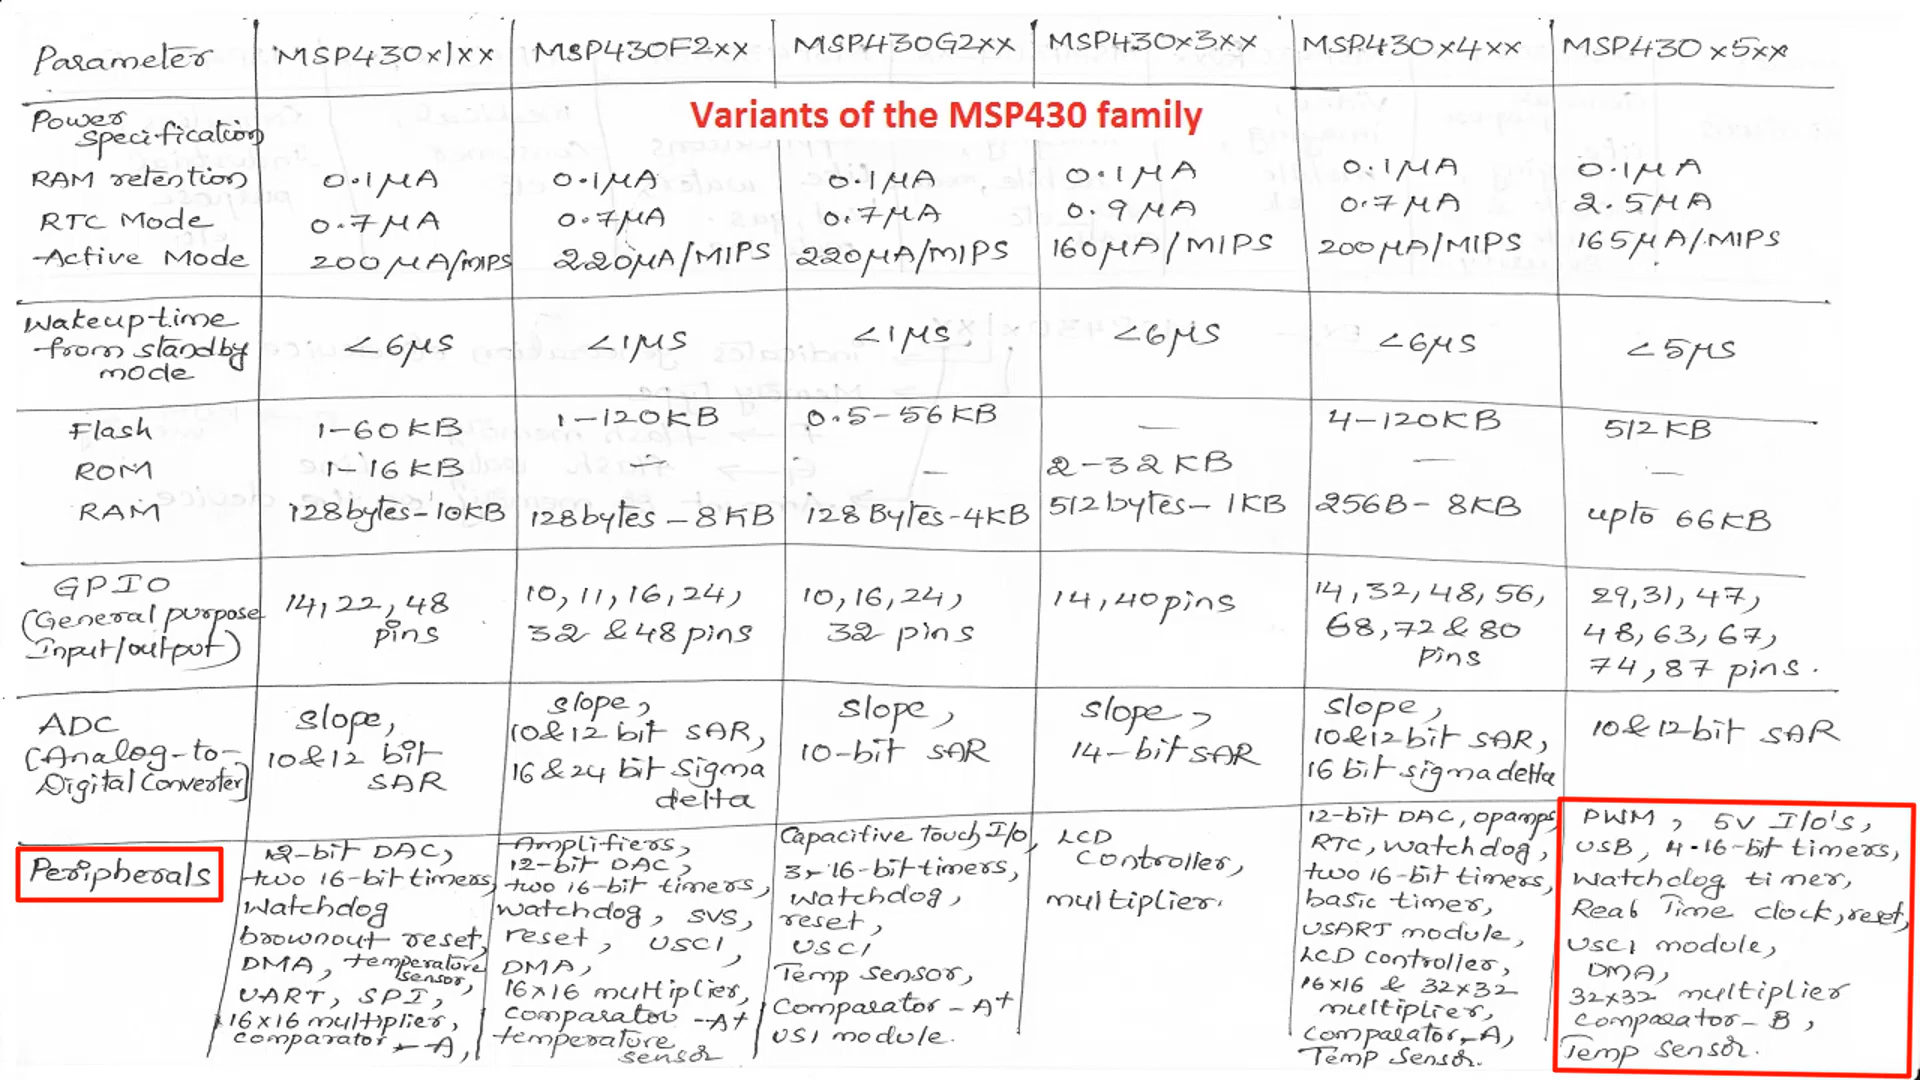 Parameter MSP430x1xx MSP430F2xx MSP430G2xx MSP430x3xx MSP430x4xx MSP430x5xx
Variants of the MSP430 family
Power
specification
RAM retention 0.1μA 0.1μA 0.1μA 0.1μA 0.1μA 0.1μA
RTC Mode 0.7μA 0.7μA 0.7μA 0.9μA 0.7μA 2.5μA
Active Mode 200μA/MIPS 220μA/MIPS 220μA/MIPS 160μA/MIPS 200μA/MIPS 165μA/MIPS
Wakeup time
from standby
mode
<6μs <1μs <1μs <6μs <6μs <5μs
Flash 1-60KB 1-120KB 0.5-56KB — 4-120KB 512KB
ROM 1-16KB — — 2-32KB — —
RAM 128bytes-10KB 128bytes-8KB 128Bytes-4KB 512bytes-1KB 256B-8KB upto 66KB
GPIO
(General purpose
Input/output)
14,22,48
pins
10,11,16,24,
32 & 48 pins
10,16,24,
32 pins
14,40pins
14,32,48,56,
68,72 & 80
pins
29,31,47,
48,63,67,
74,87 pins.
ADC
(Analog-to-
Digital Converter)
slope,
10&12 bit
SAR
slope,
10&12 bit SAR,
16&24 bit sigma
delta
slope,
10-bit SAR
slope,
14-bit SAR
slope,
10&12bit SAR,
16 bit sigma delta
10&12bit SAR
Peripherals
12-bit DAC,
two 16-bit timers,
watchdog
brownout reset,
DMA, temperature
sensor,
UART, SPI,
16x16 multiplier,
comparator-A,
Amplifiers,
12-bit DAC,
two 16-bit timers,
watchdog, SVS,
reset, USCI,
DMA,
16x16 multiplier,
comparator-A+
temperature
sensor
Capacitive touch I/O,
3-16-bit timers,
watchdog,
reset,
USCI
Temp sensor,
Comparator-A+
USI module.
LCD
controller,
multiplier.
12-bit DAC, opamps,
RTC, watchdog,
two 16-bit timers,
basic timer,
USART module,
LCD controller,
16x16 & 32x32
multiplier,
comparator-A,
Temp sensor.
PWM, 5V I/O's,
USB, 4-16-bit timers,
watchdog timer,
Real Time clock, reset,
USCI module,
DMA,
32x32 multiplier
comparator-B,
Temp sensor.